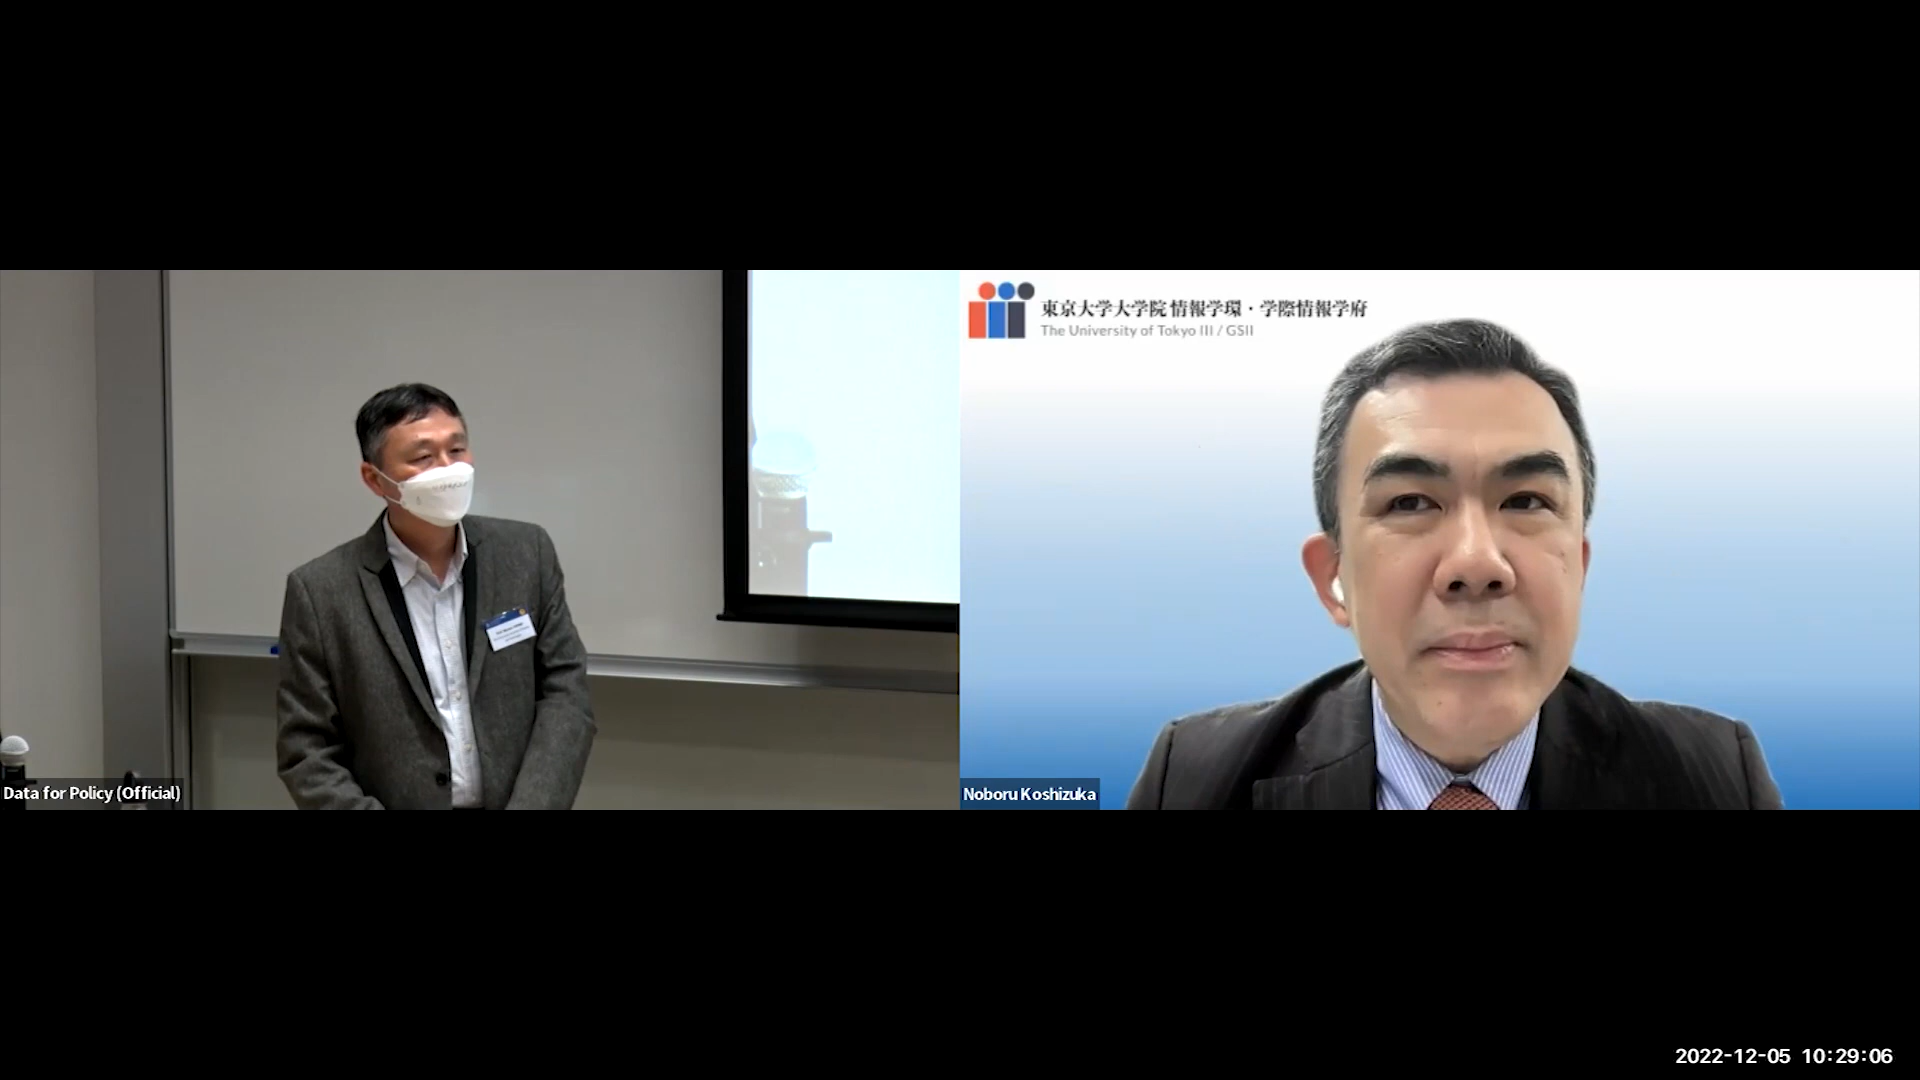 東京大学大学院 情報学環・学際情報学府
The University of Tokyo III / GSII
Data for Policy (Official)
Noboru Koshizuka
2022-12-05 10:29:06